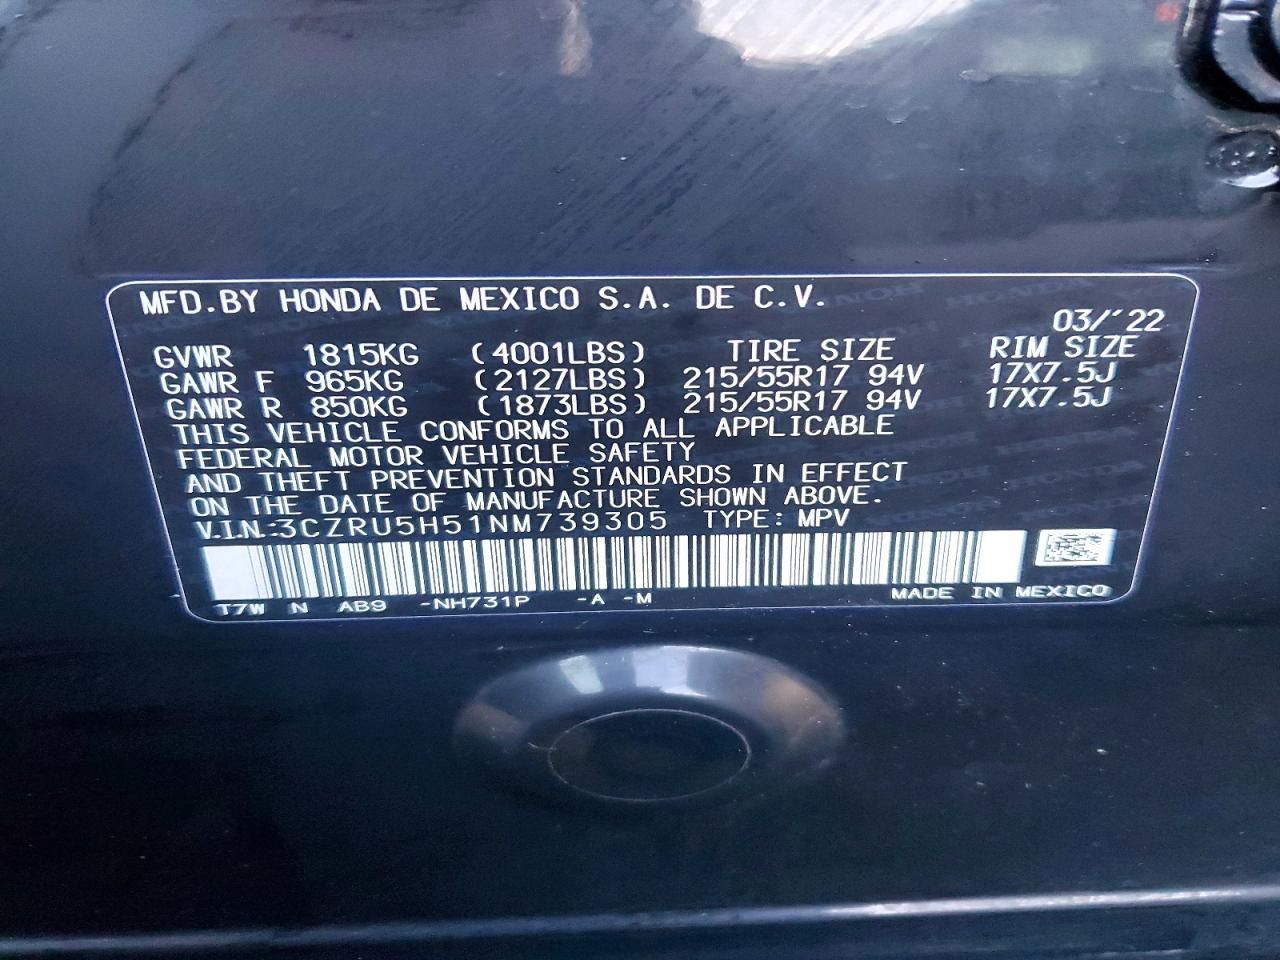 MFD.BY HONDA DE MEXICO S.A. DE C.V.
03/'22
GVWR 1815KG (4001LBS) TIRE SIZE RIM SIZE
GAWR F 965KG (2127LBS) 215/55R17 94V 17X7.5J
GAWR R 850KG (1873LBS) 215/55R17 94V 17X7.5J
THIS VEHICLE CONFORMS TO ALL APPLICABLE
FEDERAL MOTOR VEHICLE SAFETY
AND THEFT PREVENTION STANDARDS IN EFFECT
ON THE DATE OF MANUFACTURE SHOWN ABOVE.
V.I.N.:3CZRU5H51NM739305 TYPE: MPV
T7W N AB9 -NH731P -A -M MADE IN MEXICO